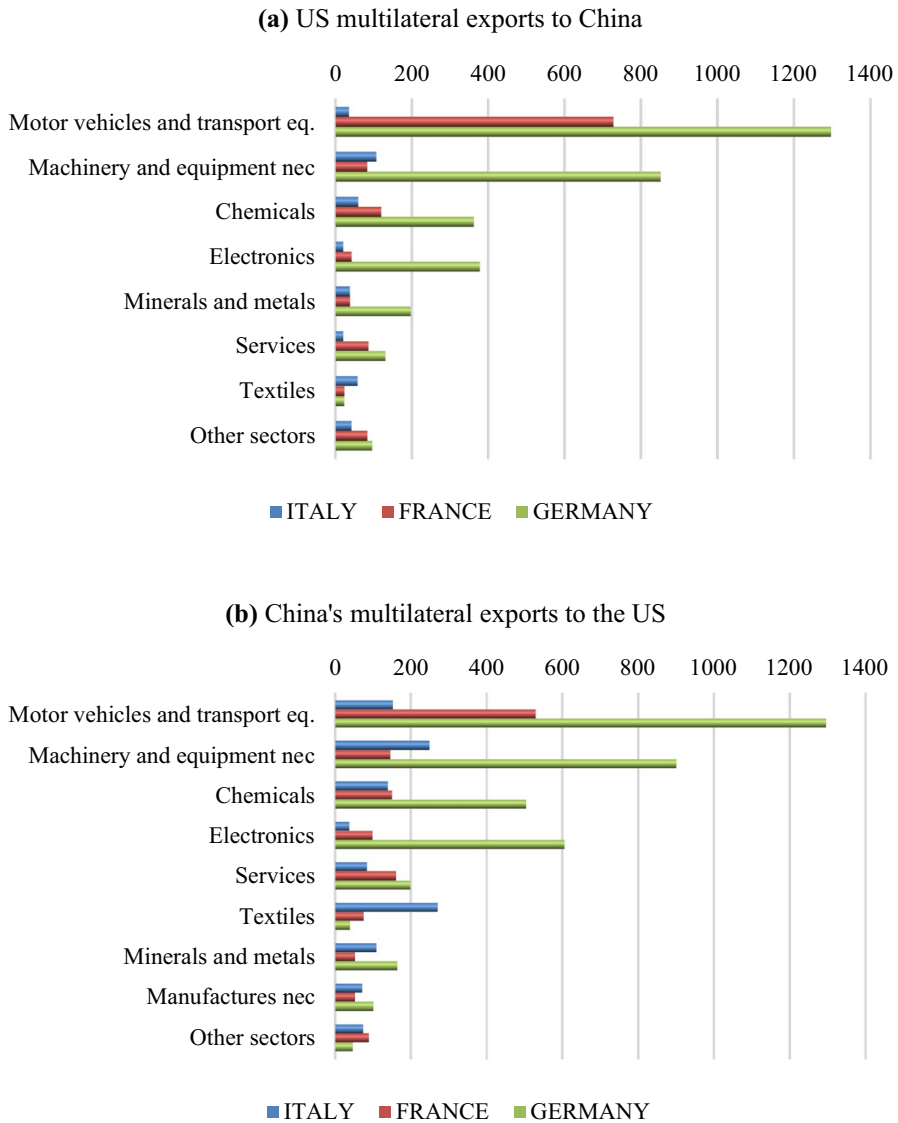 (a) US multilateral exports to China
0 200 400 600 800 1000 1200 1400
Motor vehicles and transport eq.
Machinery and equipment nec
Chemicals
Electronics
Minerals and metals
Services
Textiles
Other sectors
ITALY FRANCE GERMANY
(b) China's multilateral exports to the US
0 200 400 600 800 1000 1200 1400
Motor vehicles and transport eq.
Machinery and equipment nec
Chemicals
Electronics
Services
Textiles
Minerals and metals
Manufactures nec
Other sectors
ITALY FRANCE GERMANY